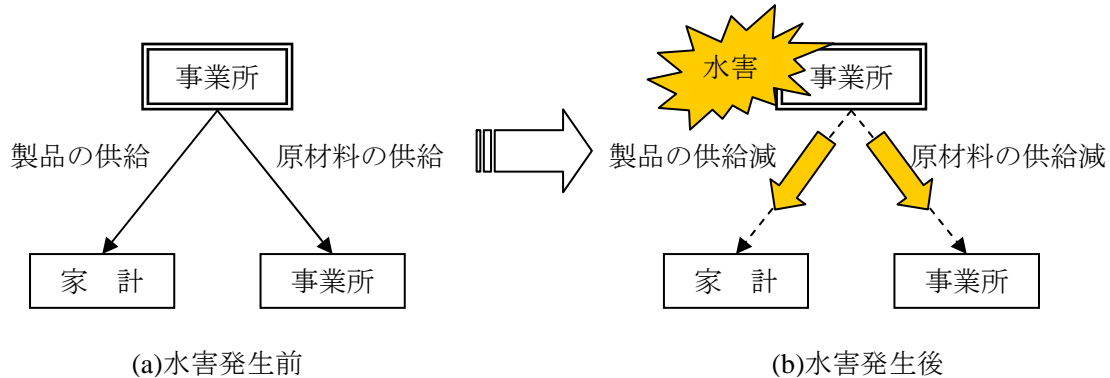 事業所
製品の供給
原材料の供給
家　計
事業所
(a)水害発生前
水害
事業所
製品の供給減
原材料の供給減
家　計
事業所
(b)水害発生後